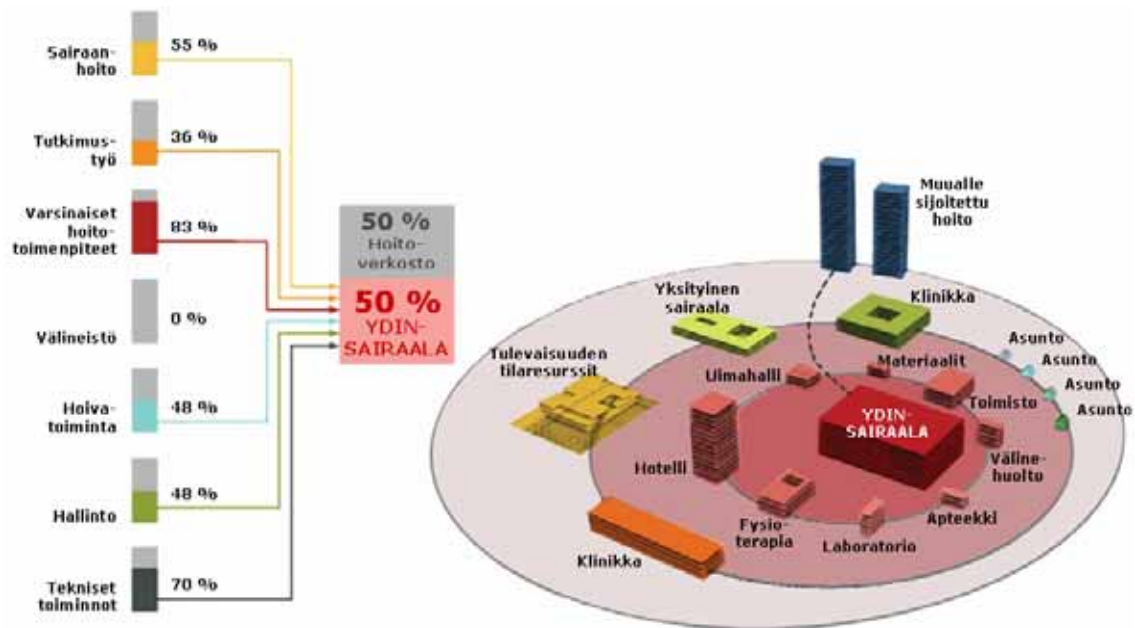 Sairaan-
hoito
55 %
Tutkimus-
työ
36 %
Varsinaiset
hoito-
toimenpiteet
83 %
Välineistö
0 %
Hoiva-
toiminta
48 %
Hallinto
48 %
Tekniset
toiminnot
70 %
50 %
Hoito-
verkosto
50 %
YDIN-
SAIRAALA
Muualle
sijoitettu
hoito
Yksityinen
sairaala
Klinikka
Tulevaisuuden
tilaresurssit
Uimahalli
Materiaalit
Asunto
Asunto
Asunto
Asunto
Toimisto
YDIN-
SAIRAALA
Hotelli
Väline-
huolto
Fysio-
terapia
Laboratorio
Apteekki
Klinikka